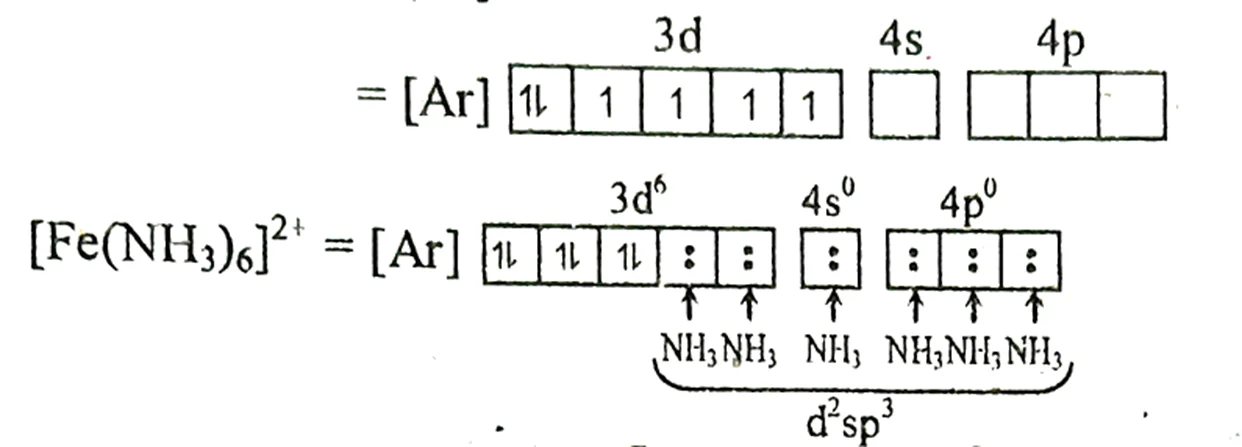 3d 4s 4p
= [Ar] 1L 1 1 1 1
3d⁶ 4s⁰ 4p⁰
[Fe(NH₃)₆]²⁺ = [Ar] 1L 1L 1L : : : : : :
NH₃ NH₃ NH₃ NH₃ NH₃ NH₃
d²sp³